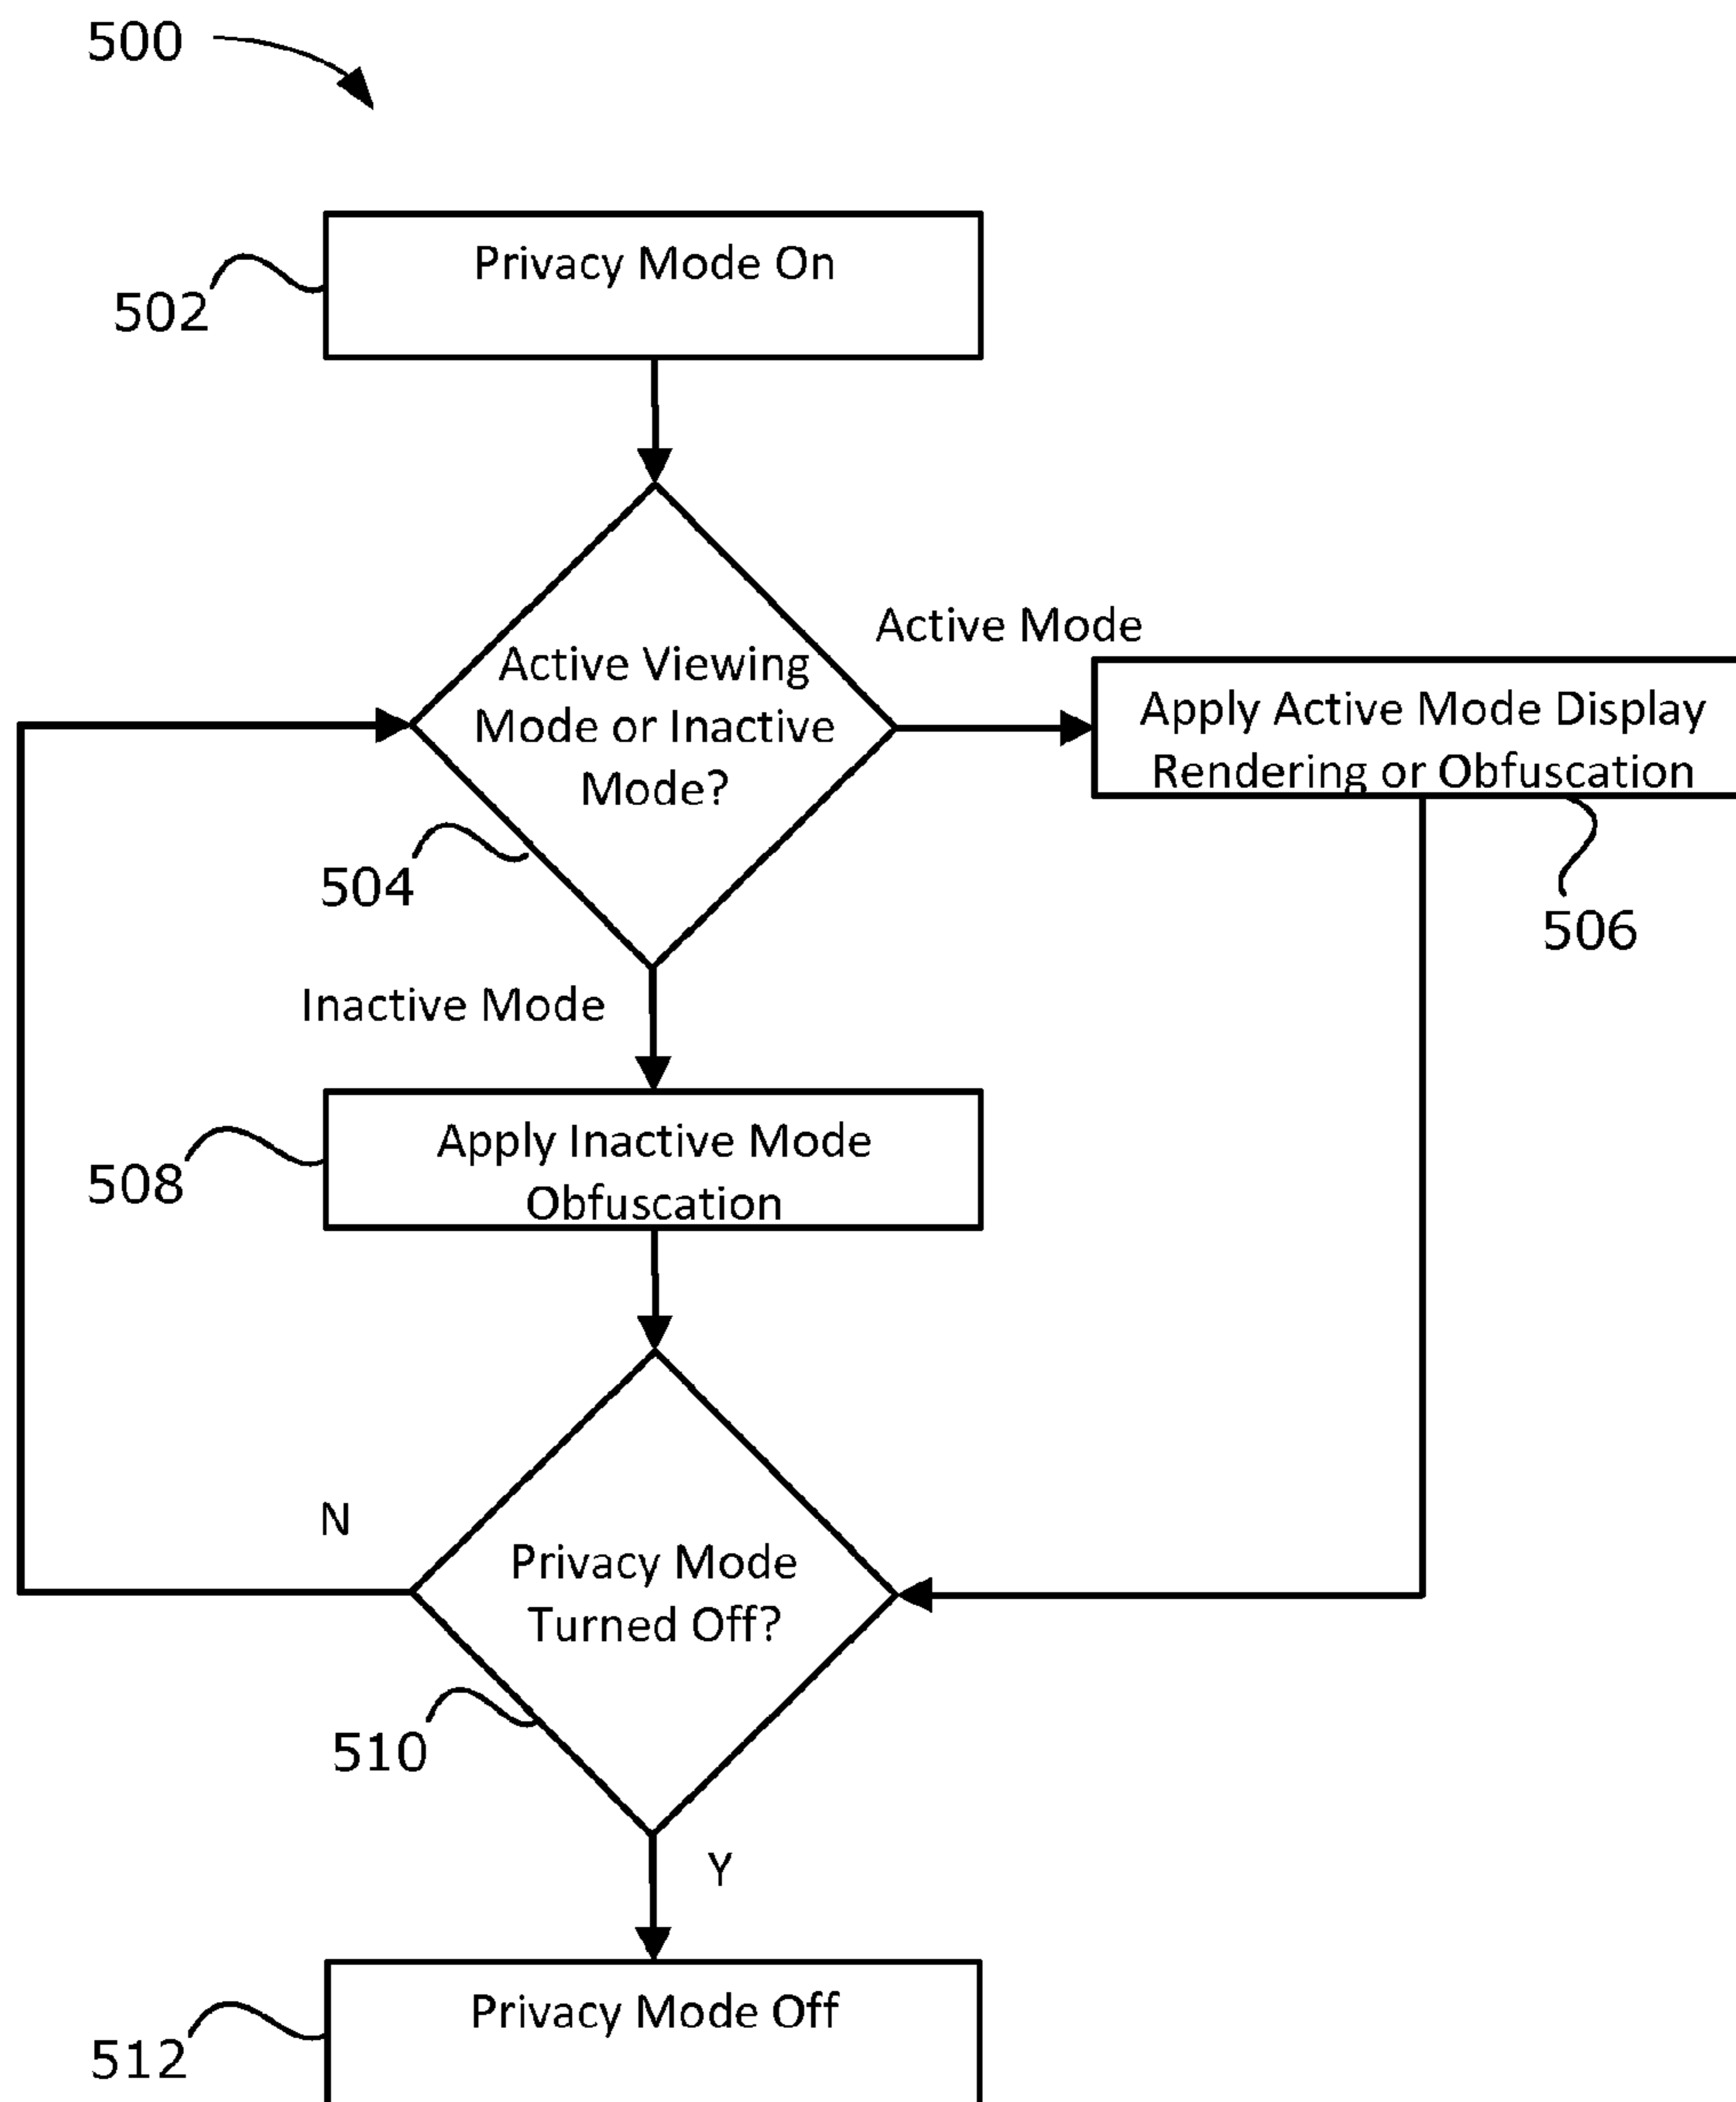 500
Privacy Mode On
502
Active Mode
Active Viewing
Mode or Inactive
Mode?
Apply Active Mode Display
Rendering or Obfuscation
504
506
Inactive Mode
Apply Inactive Mode
Obfuscation
508
N
Privacy Mode
Turned Off?
510
Y
Privacy Mode Off
512